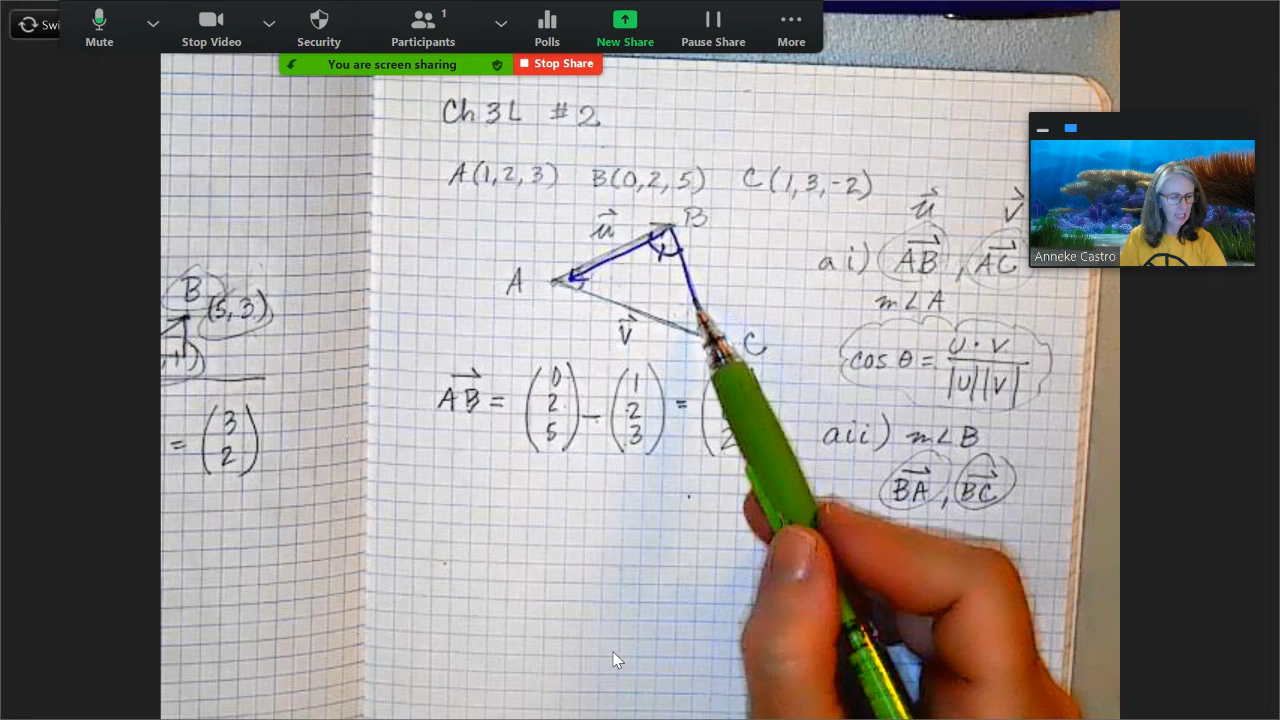 Mute Stop Video Security Participants 1 Polls New Share Pause Share More
You are screen sharing Stop Share
Ch 3L #2
A(1,2,3) B(0,2,5) C(1,3,-2)
u v
u B
a i) AB , AC
Anneke Castro
A
m∠A
B (5,3)
v C
cos θ = u·v / |u||v|
AB = (0 2 5) - (1 2 3) =
aii) m∠B
= (3 2)
BA, BC